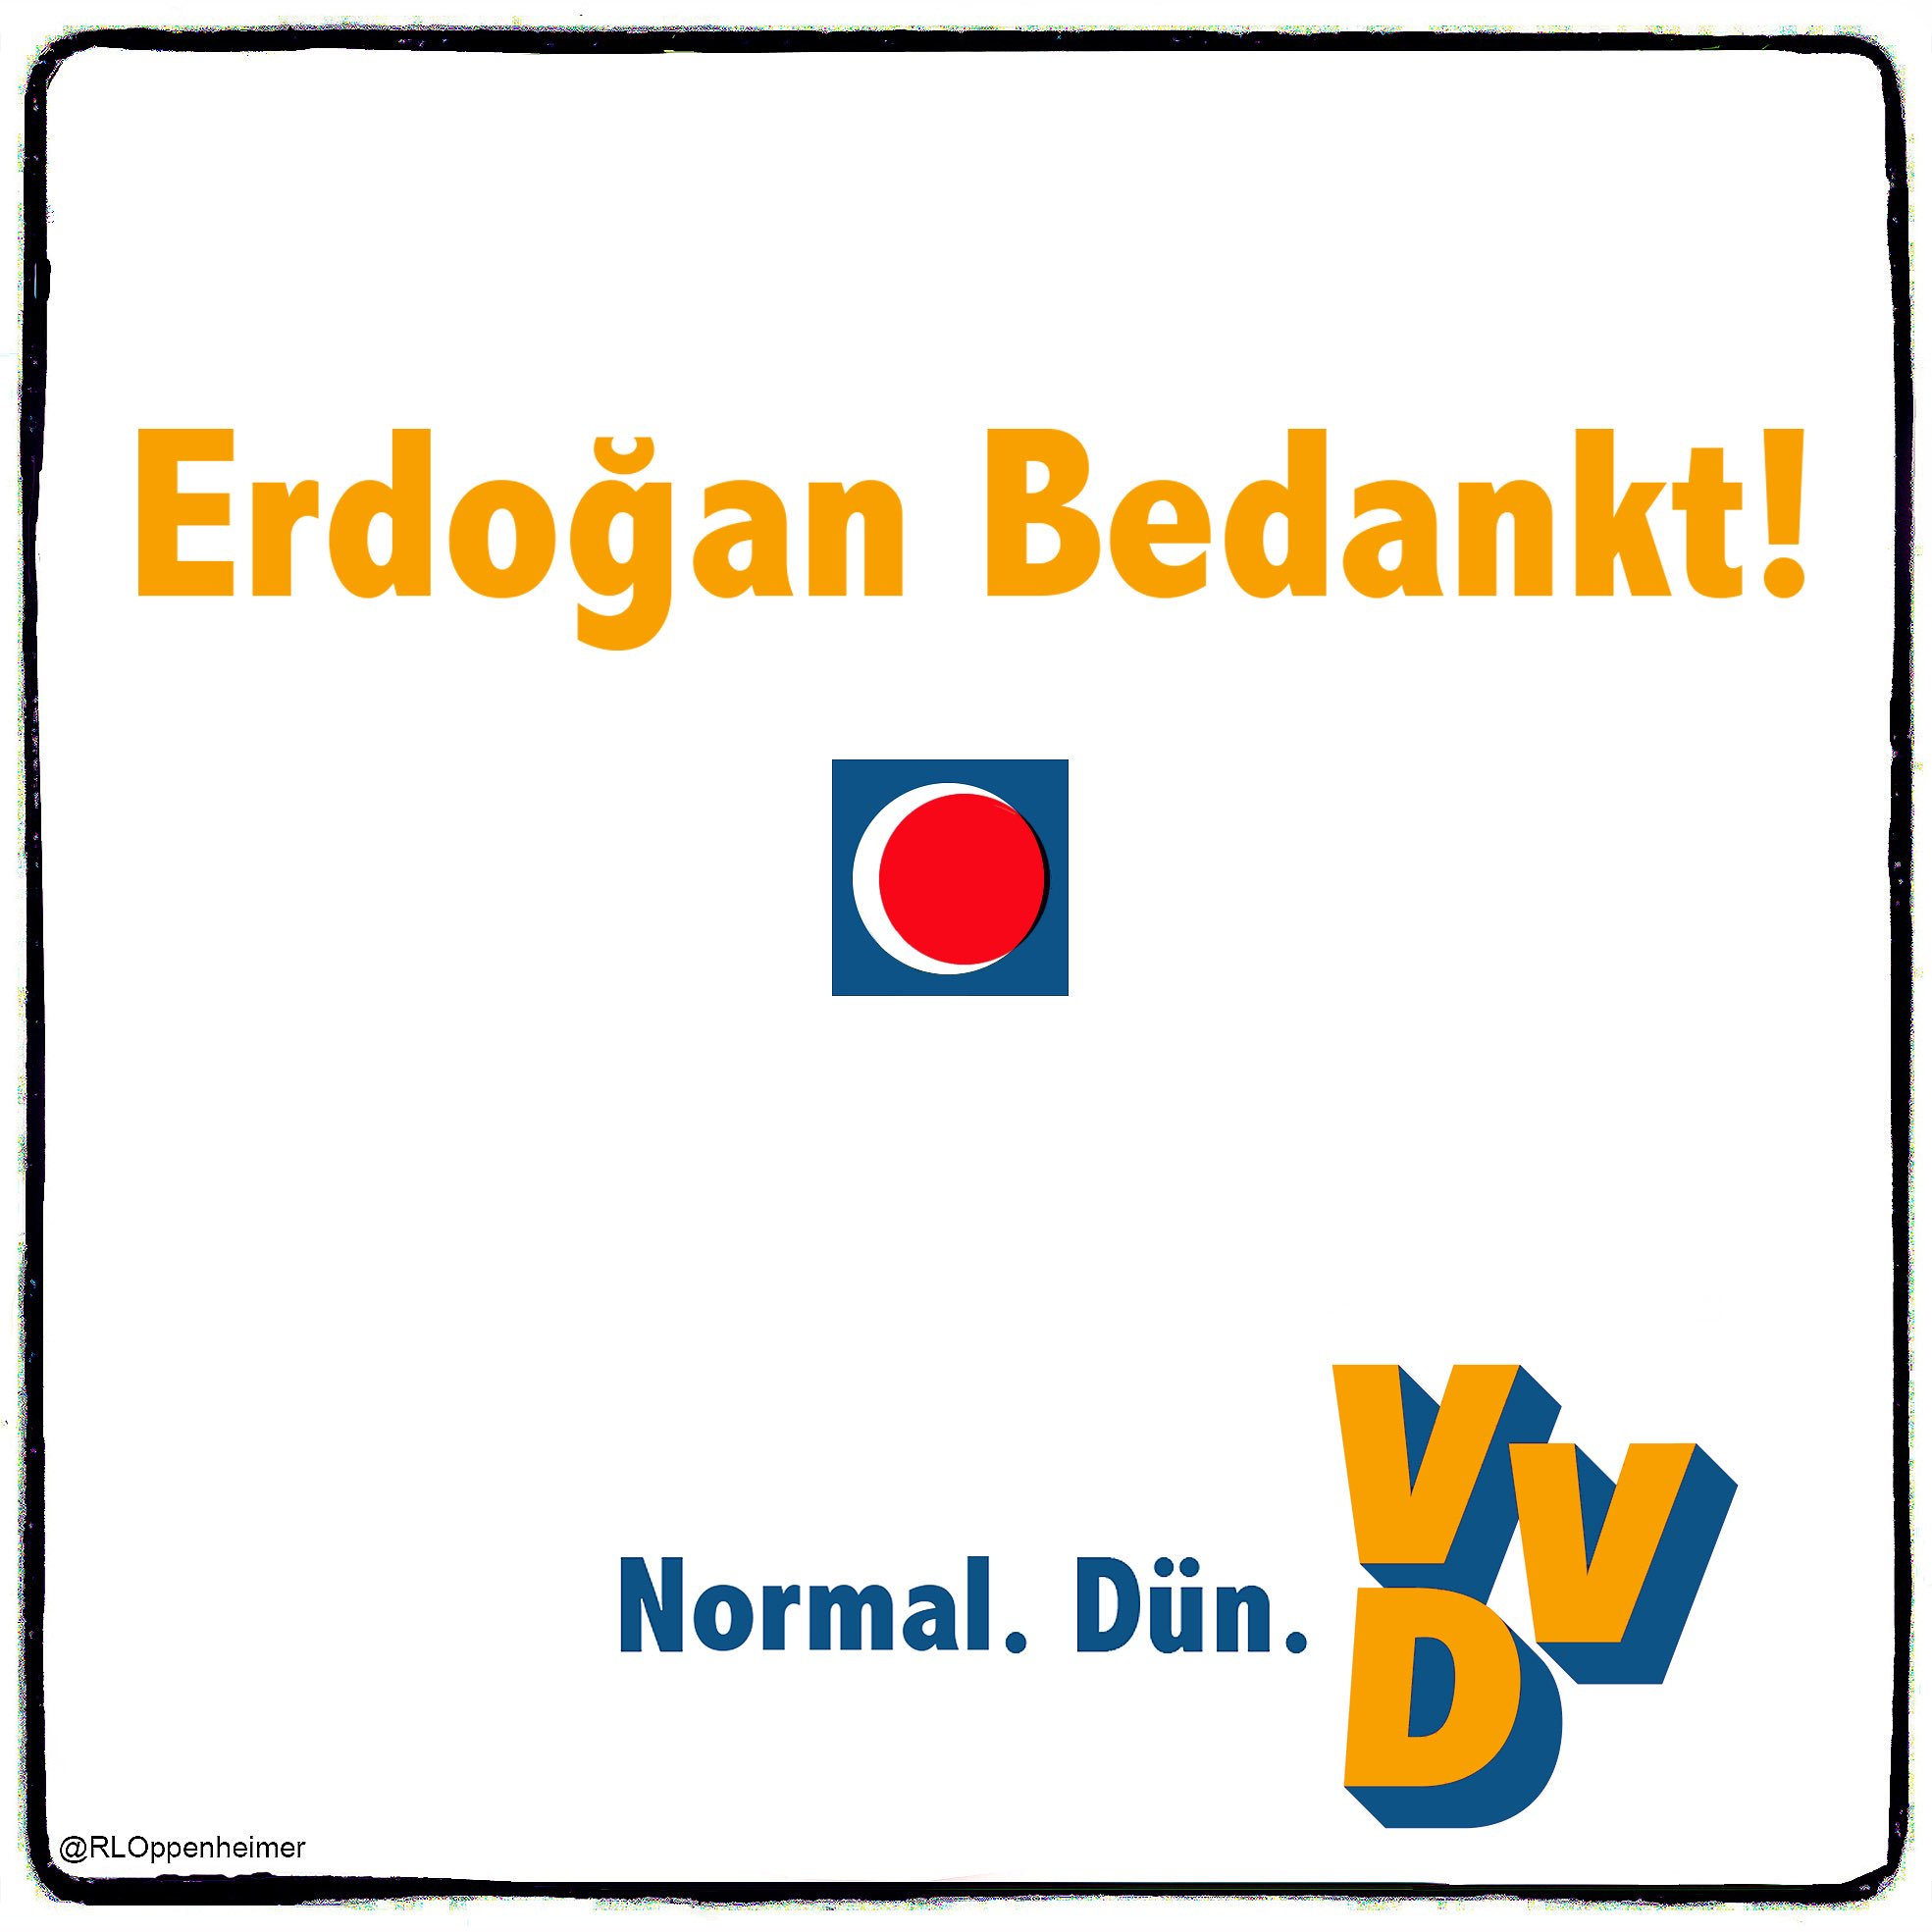 Erdoğan Bedankt!
Normal. Dün.
VVD
@RLOppenheimer